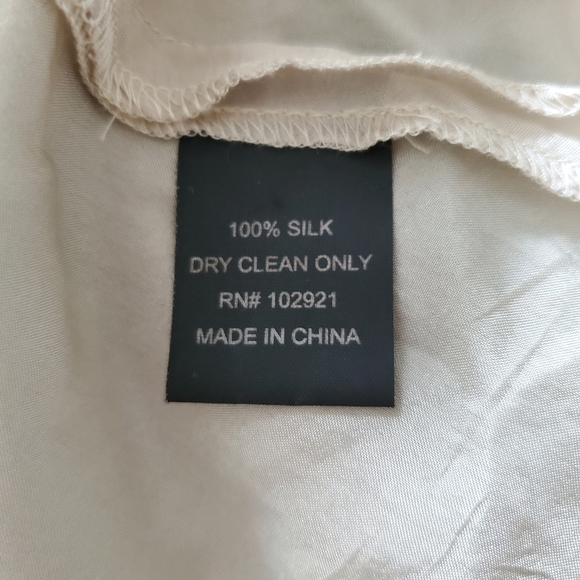 100% SILK
DRY CLEAN ONLY
RN# 102921
MADE IN CHINA